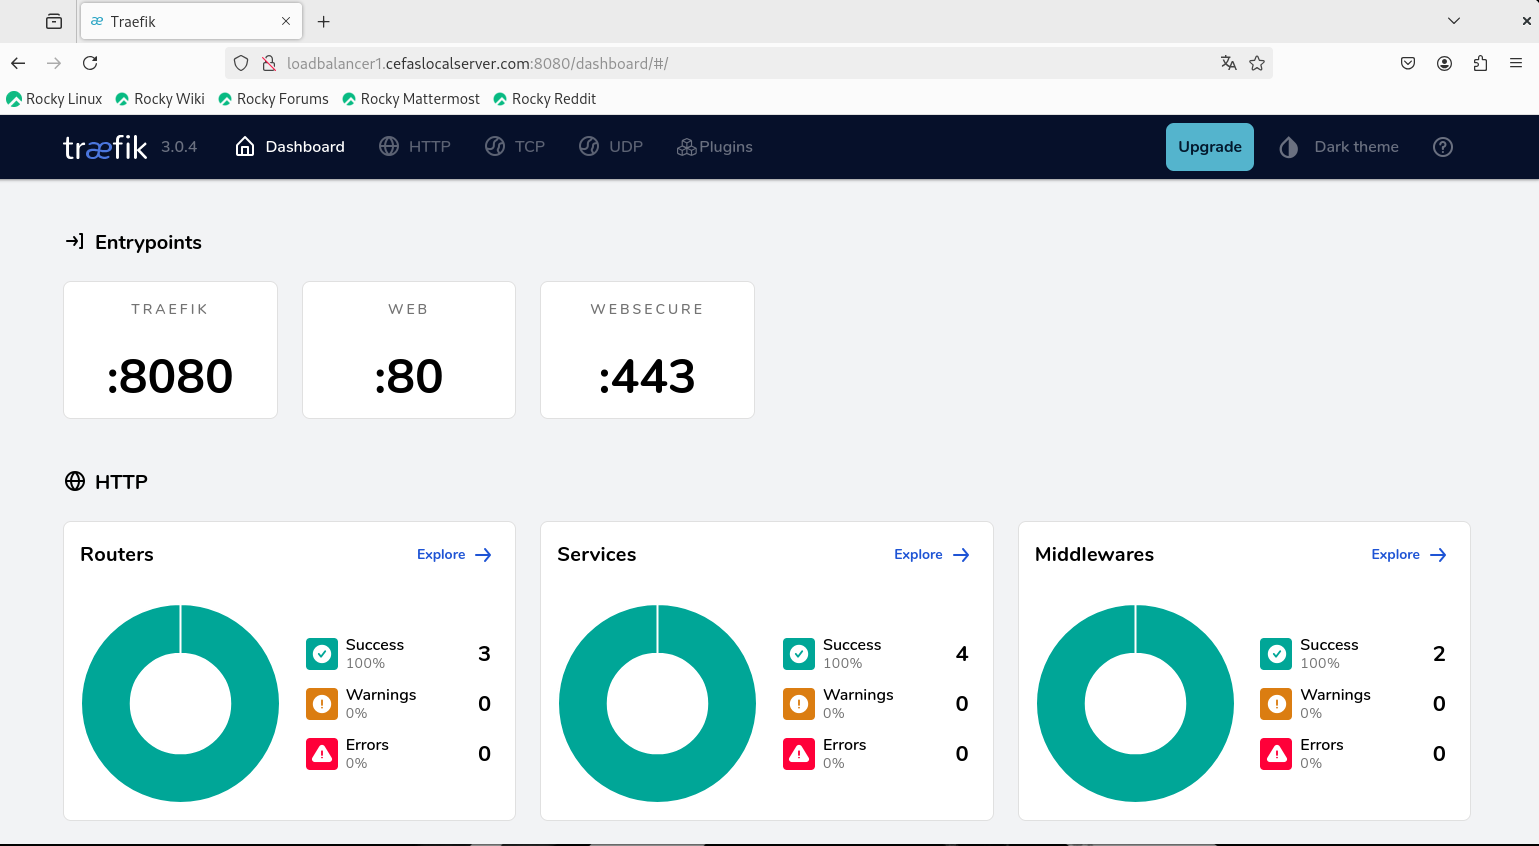 Traefik
loadbalancer1.cefaslocalserver.com:8080/dashboard/#/
Rocky Linux Rocky Wiki Rocky Forums Rocky Mattermost Rocky Reddit
træfik 3.0.4 Dashboard HTTP TCP UDP Plugins Upgrade Dark theme
Entrypoints
TRAEFIK WEB WEBSECURE
:8080 :80 :443
HTTP
Routers Explore
Success 3
100%
Warnings 0
0%
Errors 0
0%
Services Explore
Success 4
100%
Warnings 0
0%
Errors 0
0%
Middlewares Explore
Success 2
100%
Warnings 0
0%
Errors 0
0%